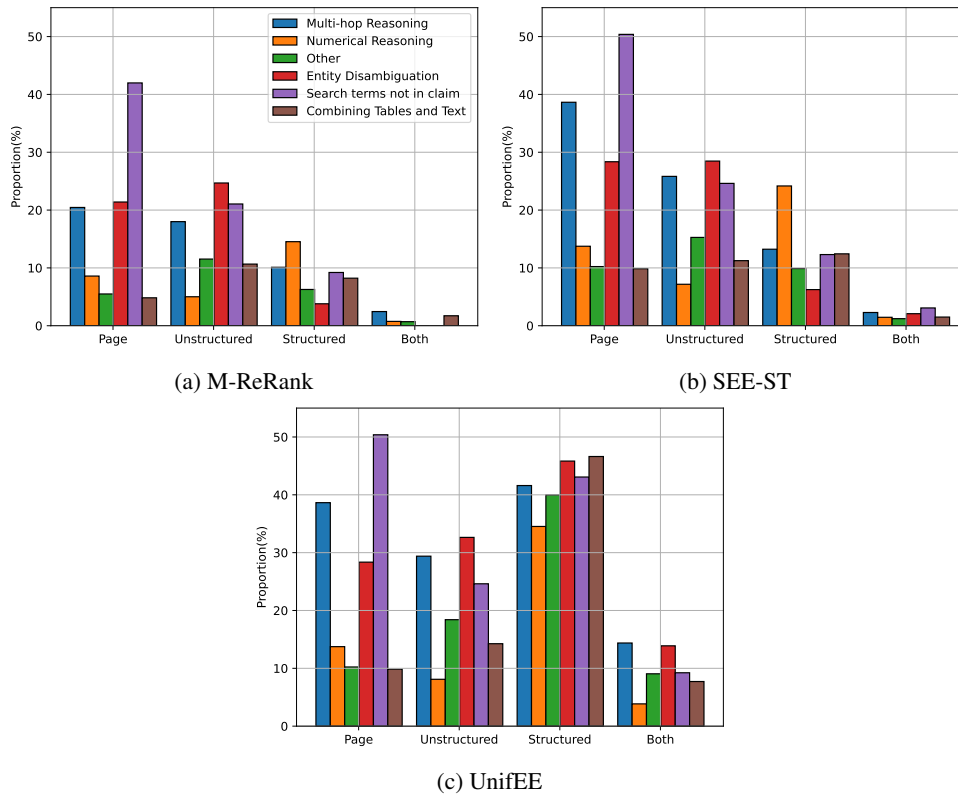 Multi-hop Reasoning
Numerical Reasoning
Other
Entity Disambiguation
Search terms not in claim
Combining Tables and Text
Proportion(%)
50
40
30
20
10
0
Page Unstructured Structured Both
(a) M-ReRank
Proportion(%)
50
40
30
20
10
0
Page Unstructured Structured Both
(b) SEE-ST
Proportion(%)
50
40
30
20
10
0
Page Unstructured Structured Both
(c) UnifEE